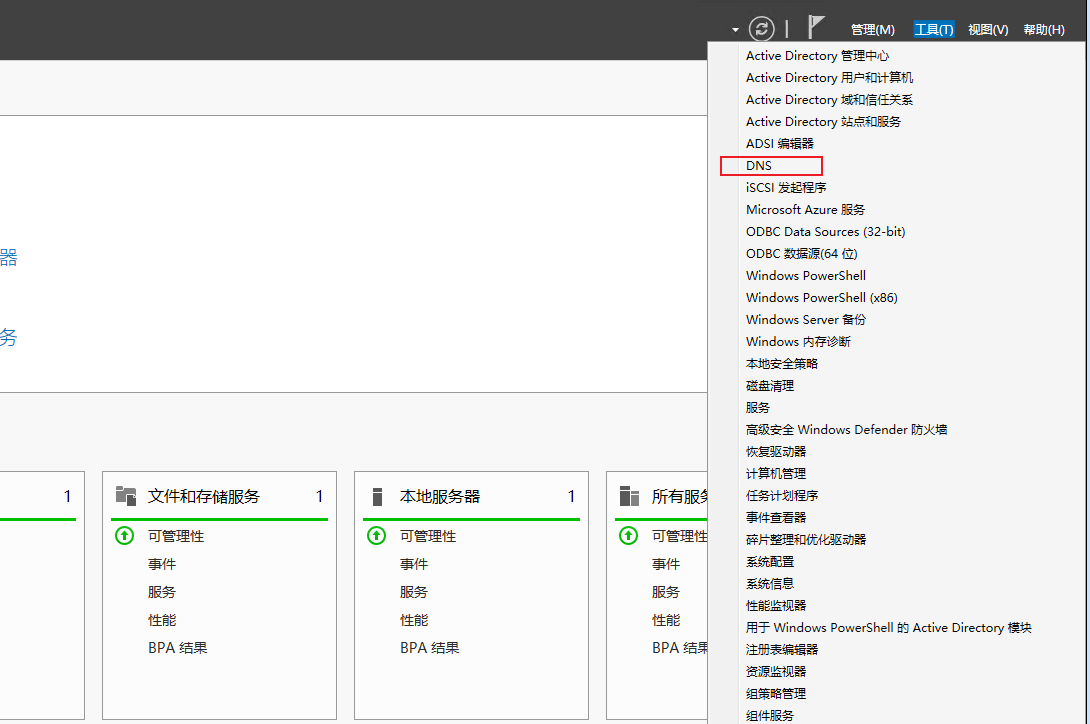 管理(M) 工具(T) 视图(V) 帮助(H)
Active Directory 管理中心
Active Directory 用户和计算机
Active Directory 域和信任关系
Active Directory 站点和服务
ADSI 编辑器
DNS
iSCSI 发起程序
Microsoft Azure 服务
ODBC Data Sources (32-bit)
ODBC 数据源(64 位)
Windows PowerShell
Windows PowerShell (x86)
Windows Server 备份
Windows 内存诊断
本地安全策略
磁盘清理
服务
高级安全 Windows Defender 防火墙
恢复驱动器
计算机管理
任务计划程序
事件查看器
碎片整理和优化驱动器
系统配置
系统信息
性能监视器
用于 Windows PowerShell 的 Active Directory 模块
注册表编辑器
资源监视器
组策略管理
组件服务
器
务
1
文件和存储服务 1
可管理性
事件
服务
性能
BPA 结果
本地服务器 1
可管理性
事件
服务
性能
BPA 结果
所有服务
可管理性
事件
服务
性能
BPA 结果